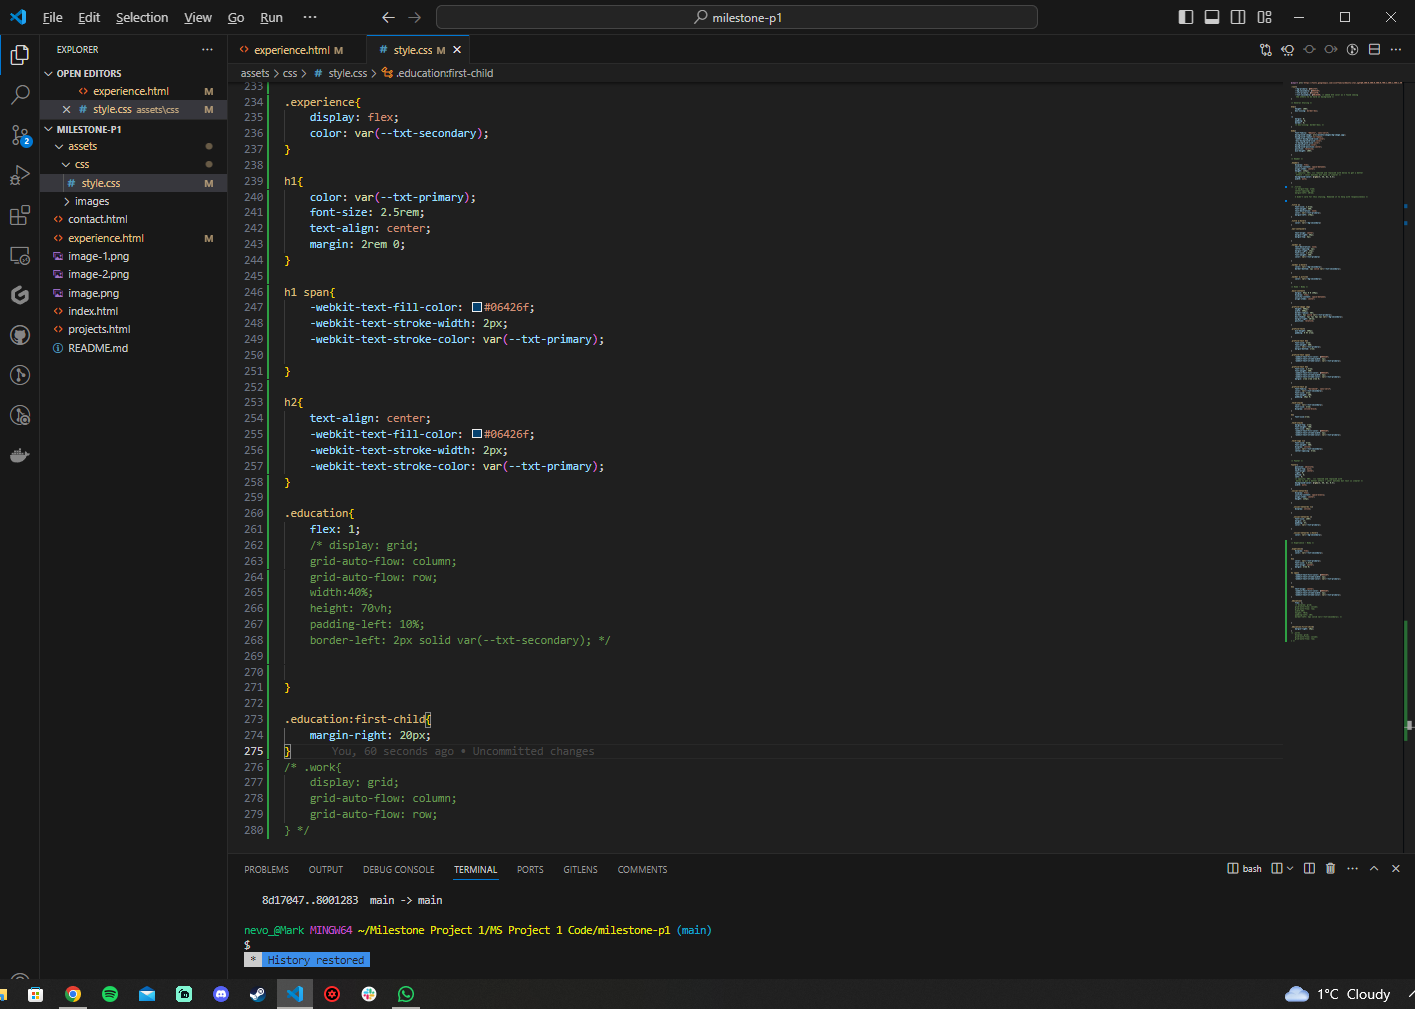 File Edit Selection View Go Run ··· milestone-p1
EXPLORER ···
OPEN EDITORS
experience.html M
style.css assets\css M
MILESTONE-P1
assets
css
style.css M
images
contact.html
experience.html M
image-1.png
image-2.png
image.png
index.html
projects.html
README.md
2
experience.html M style.css M
assets > css > style.css > .education:first-child
233
234 .experience{
235 display: flex;
236 color: var(--txt-secondary);
237 }
238
239 h1{
240 color: var(--txt-primary);
241 font-size: 2.5rem;
242 text-align: center;
243 margin: 2rem 0;
244 }
245
246 h1 span{
247 -webkit-text-fill-color: #06426f;
248 -webkit-text-stroke-width: 2px;
249 -webkit-text-stroke-color: var(--txt-primary);
250
251 }
252
253 h2{
254 text-align: center;
255 -webkit-text-fill-color: #06426f;
256 -webkit-text-stroke-width: 2px;
257 -webkit-text-stroke-color: var(--txt-primary);
258 }
259
260 .education{
261 flex: 1;
262 /* display: grid;
263 grid-auto-flow: column;
264 grid-auto-flow: row;
265 width:40%;
266 height: 70vh;
267 padding-left: 10%;
268 border-left: 2px solid var(--txt-secondary); */
269
270
271 }
272
273 .education:first-child{
274 margin-right: 20px;
275 } You, 60 seconds ago • Uncommitted changes
276 /* .work{
277 display: grid;
278 grid-auto-flow: column;
279 grid-auto-flow: row;
280 } */
PROBLEMS OUTPUT DEBUG CONSOLE TERMINAL PORTS GITLENS COMMENTS bash
8d17047..8001283 main -> main
nevo_@Mark MINGW64 ~/Milestone Project 1/MS Project 1 Code/milestone-p1 (main)
$
* History restored
1°C Cloudy